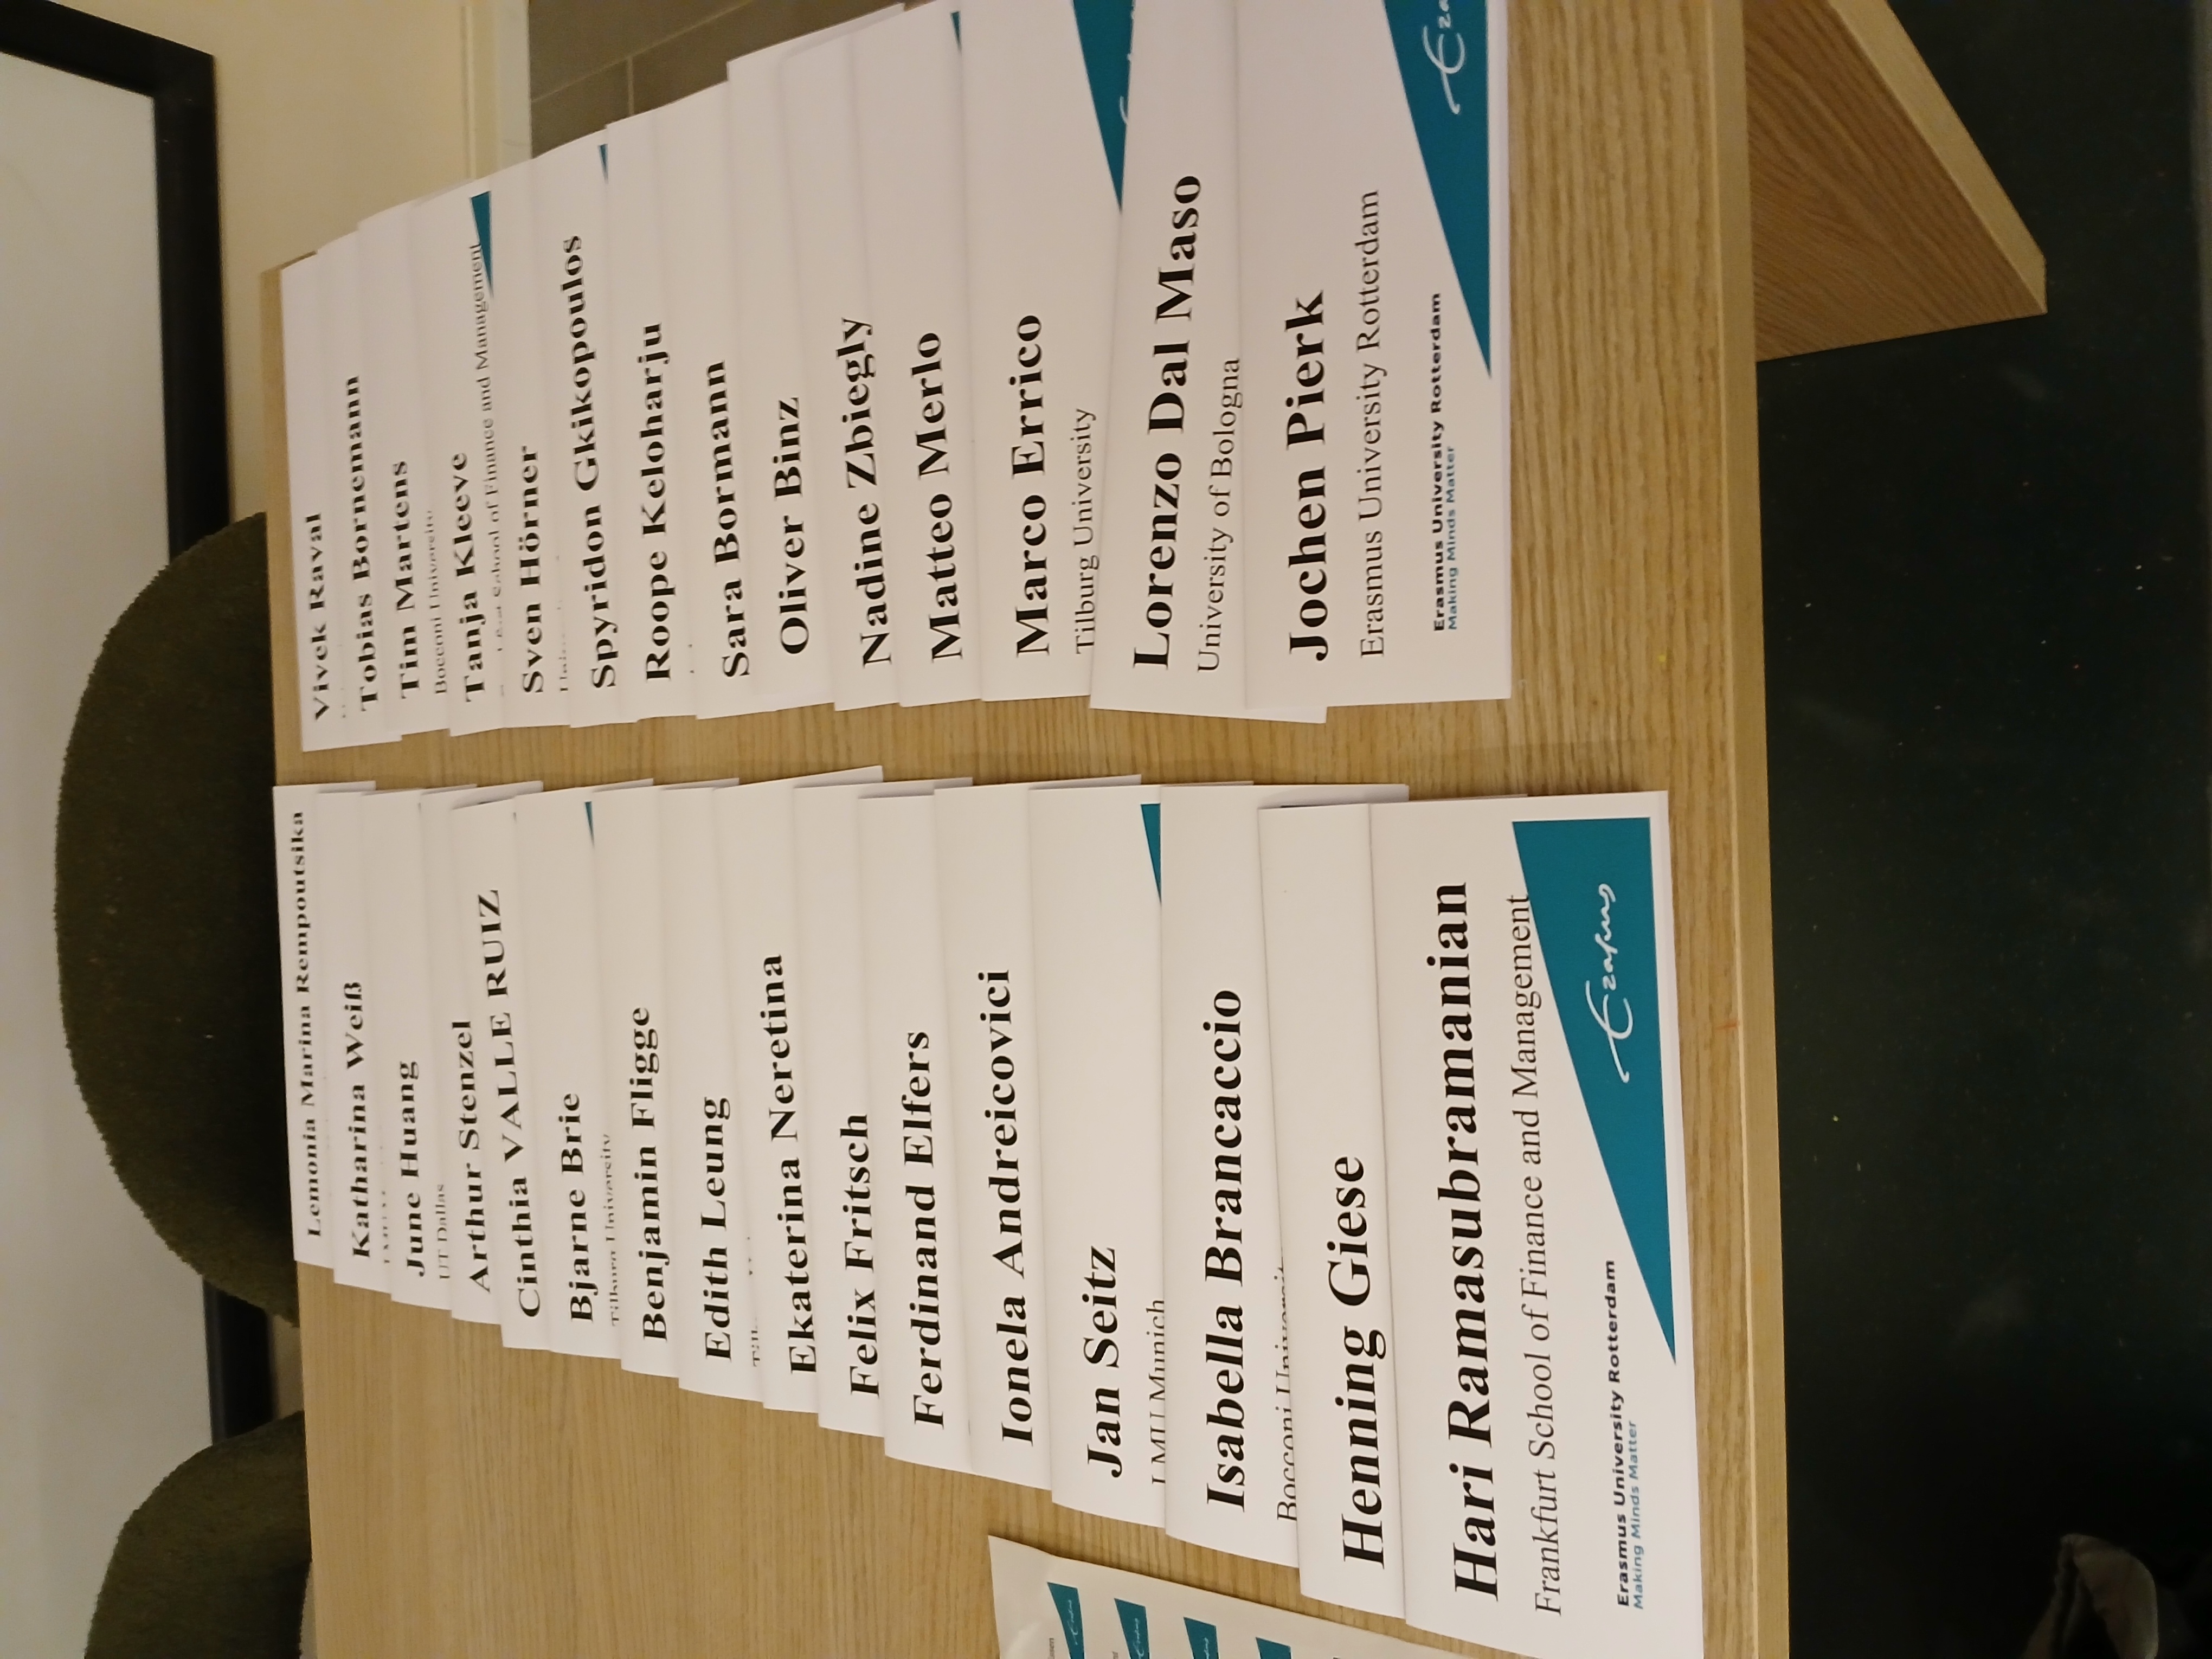 Lemonia Marina Rempoutsika
Katharina Weiß
June Huang
UT Dallas
Arthur Stenzel
Cinthia VALLE RUIZ
Bjarne Brie
Tilburg University
Benjamin Fligge
Edith Leung
Ekaterina Neretina
Felix Fritsch
Ferdinand Elfers
Ionela Andreicovici
Jan Seitz
LMU Munich
Isabella Brancaccio
Bocconi University
Henning Giese
Hari Ramasubramanian
Frankfurt School of Finance and Management
Erasmus University Rotterdam
Making Minds Matter
Erasmus
Vivek Raval
Tobias Bornemann
Tim Martens
Bocconi University
Tanja Kleeve
School of Finance and Management
Sven Hörner
Spyridon Gkikopoulos
Roope Keloharju
Sara Bormann
Oliver Binz
Nadine Zbiegly
Matteo Merlo
Marco Errico
Tilburg University
Lorenzo Dal Maso
University of Bologna
Jochen Pierk
Erasmus University Rotterdam
Erasmus University Rotterdam
Making Minds Matter